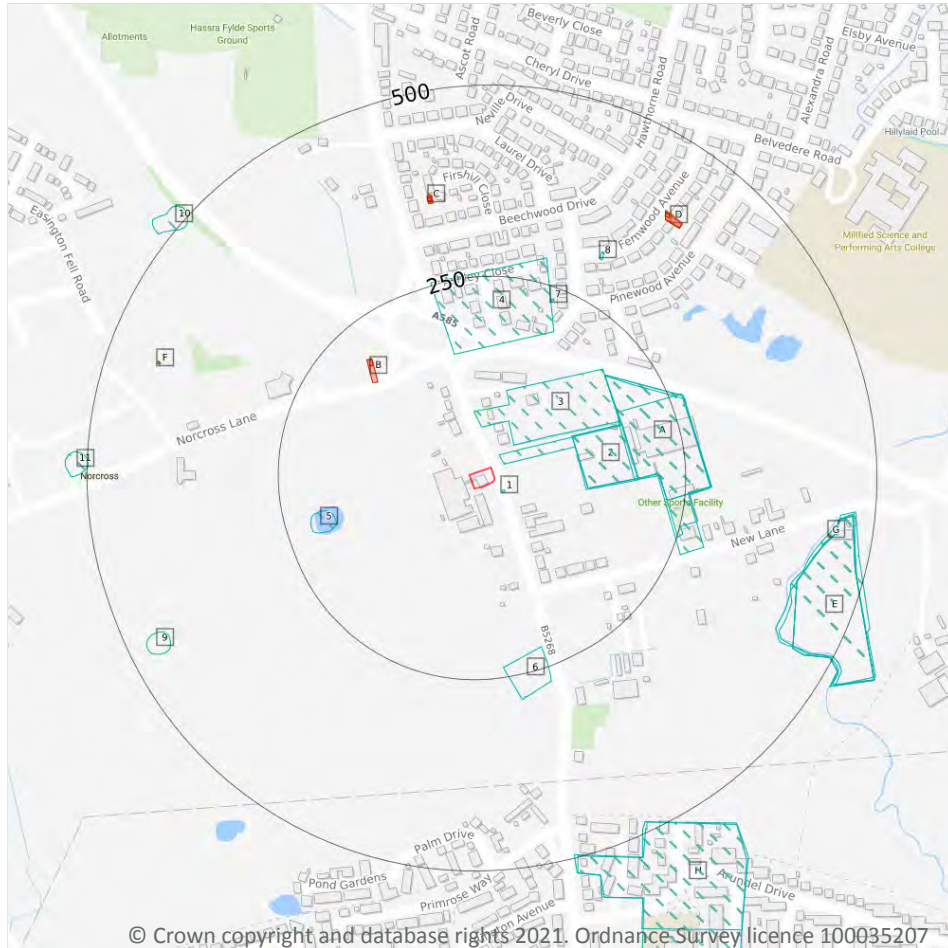 Beverly Close
Elsby Avenue
Hassra Fylde Sports
Ground
Allotments
Ascot Road
Cheryl Drive
Hawthorne Road
Alexandra Road
500
Neville Drive
Hillylaid Pool
Belvedere Road
Laurel Drive
Firshill Close
C
Beechwood Drive
Fernwood Avenue
D
10
Easington Fell Road
Millfield Science and
Performing Arts College
8
250
Close
Pinewood Avenue
7
4
A585
F
B
3
Norcross Lane
A
2
11
Norcross
1
Other Sports Facility
5
New Lane
G
E
9
B5268
6
Palm Drive
H
Arundel Drive
Pond Gardens
Primrose Way
Avenue
© Crown copyright and database rights 2021. Ordnance Survey licence 100035207